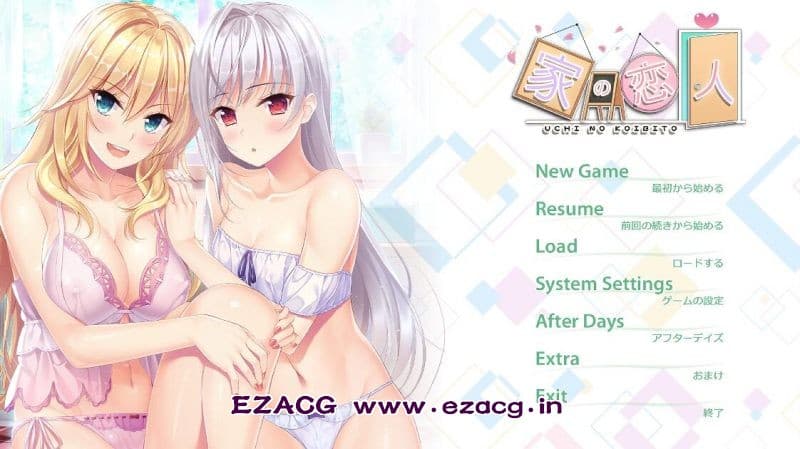 家の恋人
UCHI NO KOIBITO
New Game
最初から始める
Resume
前回の続きから始める
Load
ロードする
System Settings
ゲームの設定
After Days
アフターデイズ
Extra
おまけ
Exit
EZACG www.ezacg.in
終了